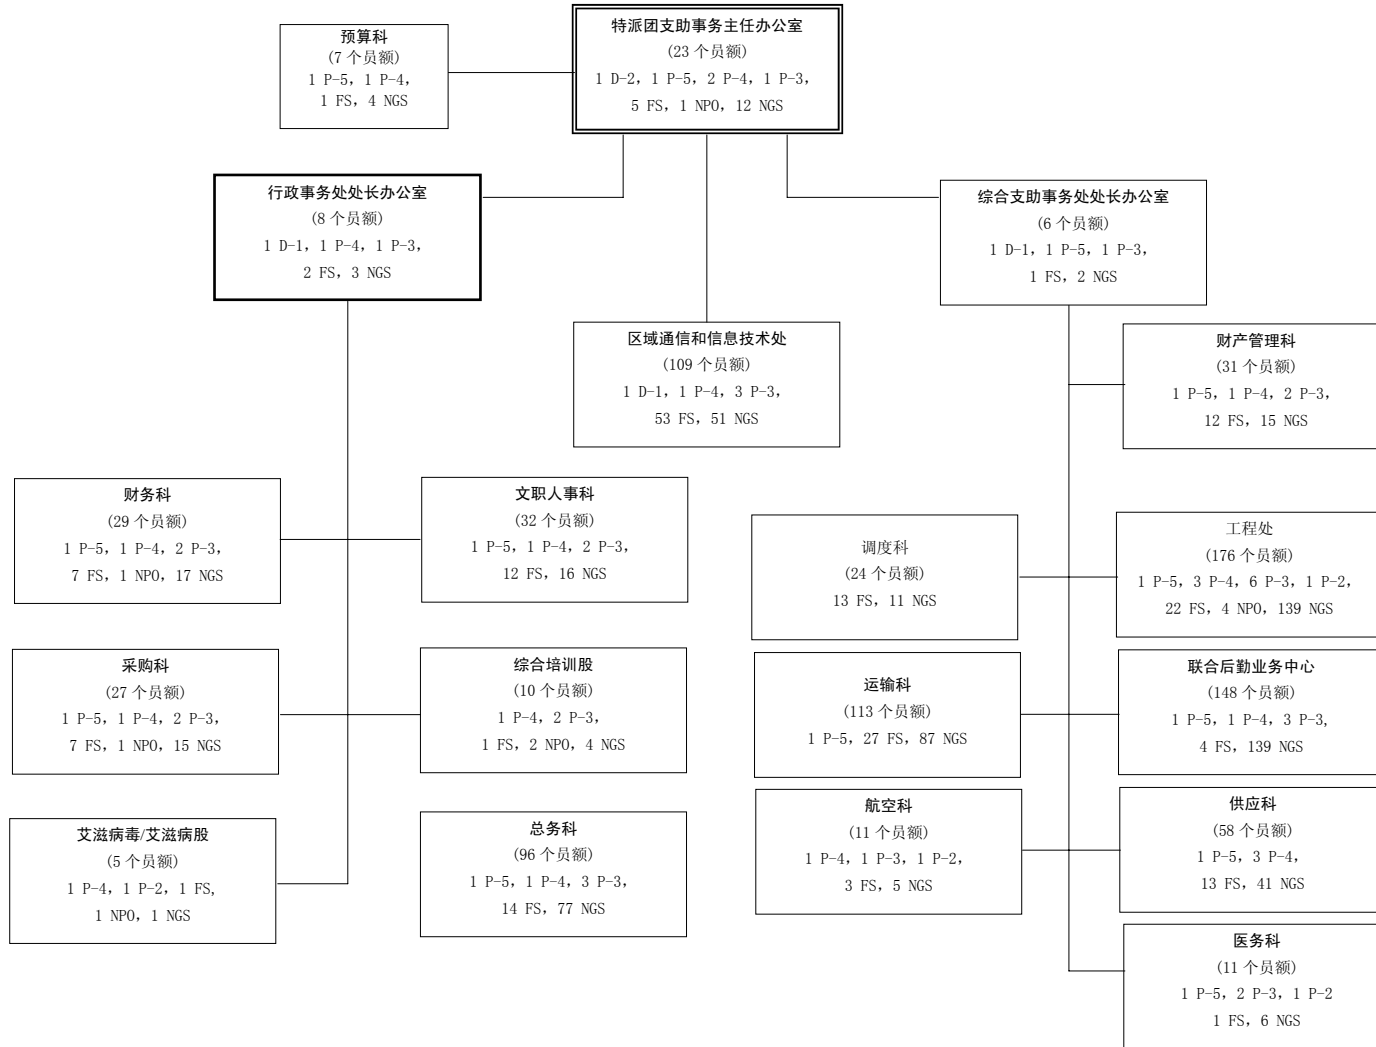 特派团支助事务主任办公室
(23 个员额)
1 D-2，1 P-5，2 P-4，1 P-3，
5 FS，1 NPO，12 NGS
预算科
(7 个员额)
1 P-5，1 P-4，
1 FS，4 NGS
行政事务处处长办公室
(8 个员额)
1 D-1，1 P-4，1 P-3，
2 FS，3 NGS
综合支助事务处处长办公室
(6 个员额)
1 D-1，1 P-5，1 P-3，
1 FS，2 NGS
区域通信和信息技术处
(109 个员额)
1 D-1，1 P-4，3 P-3，
53 FS，51 NGS
财产管理科
(31 个员额)
1 P-5，1 P-4，2 P-3，
12 FS，15 NGS
财务科
(29 个员额)
1 P-5，1 P-4，2 P-3，
7 FS，1 NPO，17 NGS
文职人事科
(32 个员额)
1 P-5，1 P-4，2 P-3，
12 FS，16 NGS
调度科
(24 个员额)
13 FS，11 NGS
工程处
(176 个员额)
1 P-5，3 P-4，6 P-3，1 P-2，
22 FS，4 NPO，139 NGS
采购科
(27 个员额)
1 P-5，1 P-4，2 P-3，
7 FS，1 NPO，15 NGS
综合培训股
(10 个员额)
1 P-4，2 P-3，
1 FS，2 NPO，4 NGS
运输科
(113 个员额)
1 P-5，27 FS，87 NGS
联合后勤业务中心
(148 个员额)
1 P-5，1 P-4，3 P-3,
4 FS，139 NGS
艾滋病毒/艾滋病股
(5 个员额)
1 P-4，1 P-2，1 FS,
1 NPO，1 NGS
总务科
(96 个员额)
1 P-5，1 P-4，3 P-3，
14 FS，77 NGS
航空科
(11 个员额)
1 P-4，1 P-3，1 P-2，
3 FS，5 NGS
供应科
(58 个员额)
1 P-5，3 P-4，
13 FS，41 NGS
医务科
(11 个员额)
1 P-5，2 P-3，1 P-2
1 FS，6 NGS